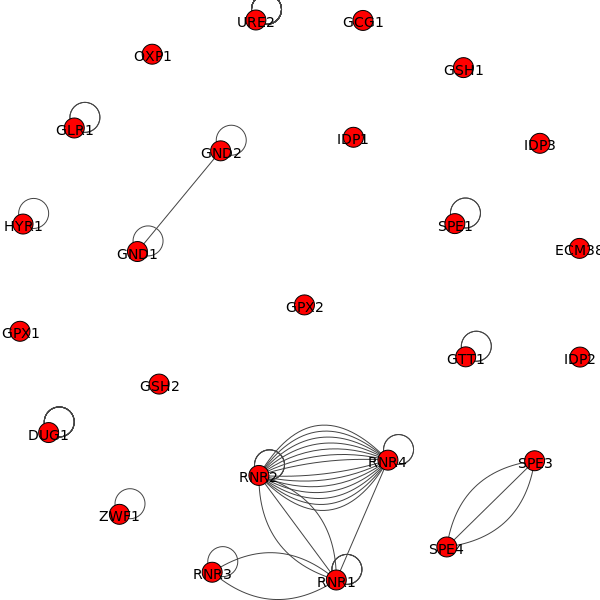 URE2
GCG1
OXP1
GSH1
GLR1
GND2
IDP1
IDP3
HYR1
SPE1
GND1
ECM38
GPX2
GPX1
GTT1
IDP2
GSH2
DUG1
RNR4
SPE3
RNR2
ZWF1
SPE4
RNR3
RNR1